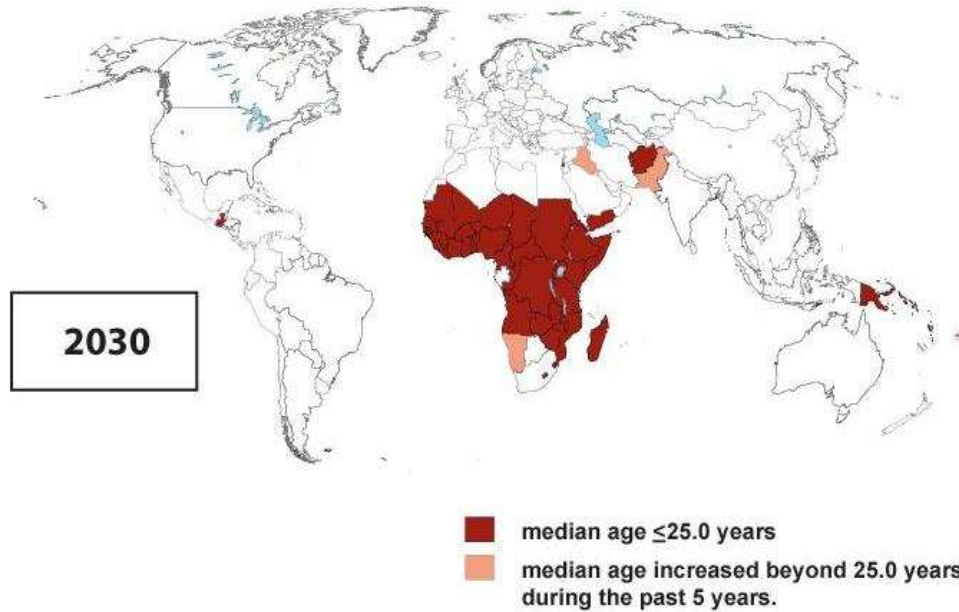 2030
median age ≤25.0 years
median age increased beyond 25.0 years
during the past 5 years.